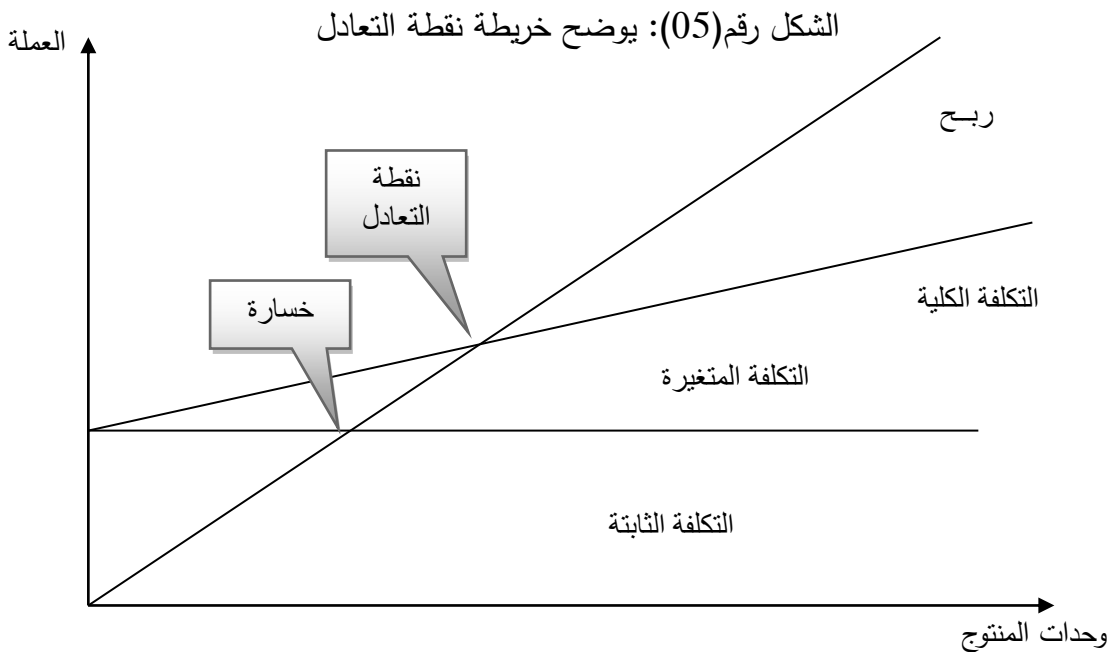 الشكل رقم(05): يوضح خريطة نقطة التعادل
العملة
ربــح
نقطة
التعادل
خسارة
التكلفة الكلية
التكلفة المتغيرة
التكلفة الثابتة
وحدات المنتوج